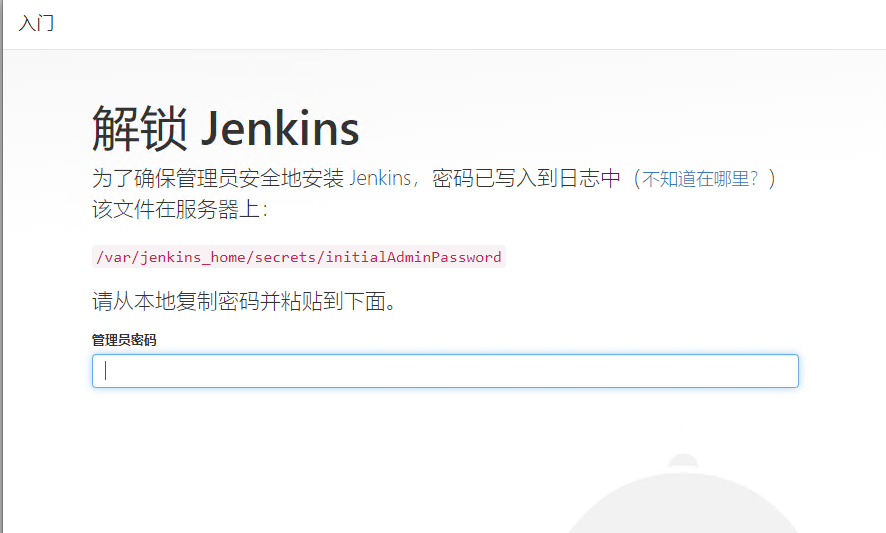 入门
解锁 Jenkins
为了确保管理员安全地安装 Jenkins，密码已写入到日志中（不知道在哪里？）
该文件在服务器上：
/var/jenkins_home/secrets/initialAdminPassword
请从本地复制密码并粘贴到下面。
管理员密码